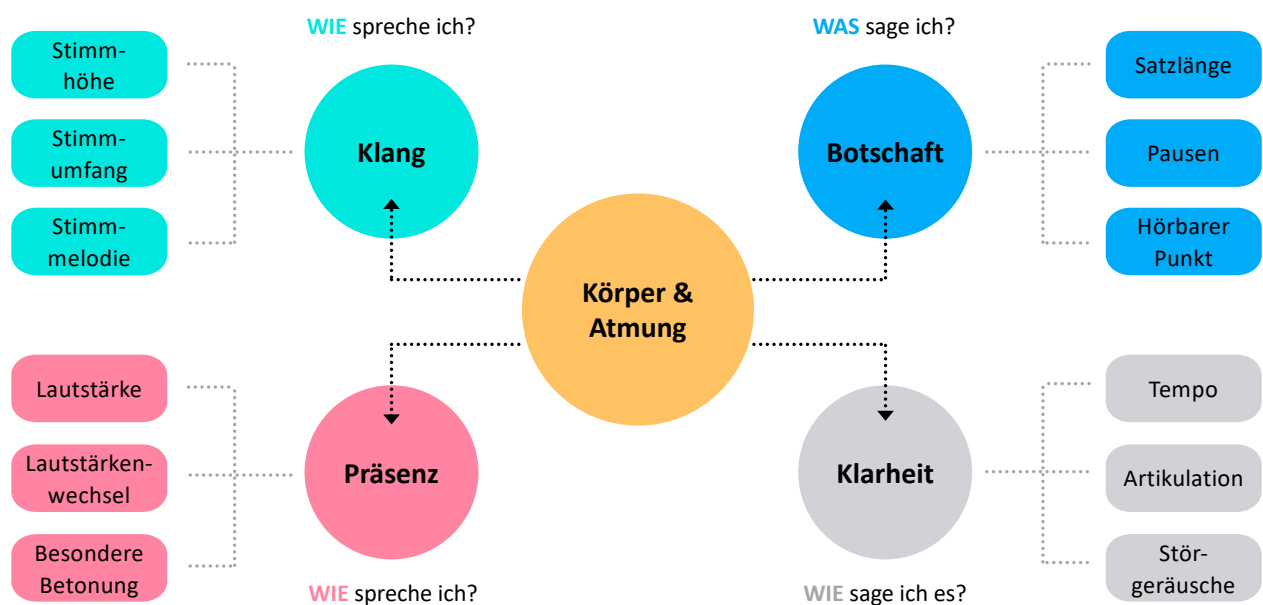 WIE spreche ich?
WAS sage ich?
Stimm-
höhe
Stimm-
umfang
Stimm-
melodie
Klang
Botschaft
Satzlänge
Pausen
Hörbarer
Punkt
Körper &
Atmung
Lautstärke
Lautstärken-
wechsel
Besondere
Betonung
Präsenz
Klarheit
Tempo
Artikulation
Stör-
geräusche
WIE spreche ich?
WIE sage ich es?